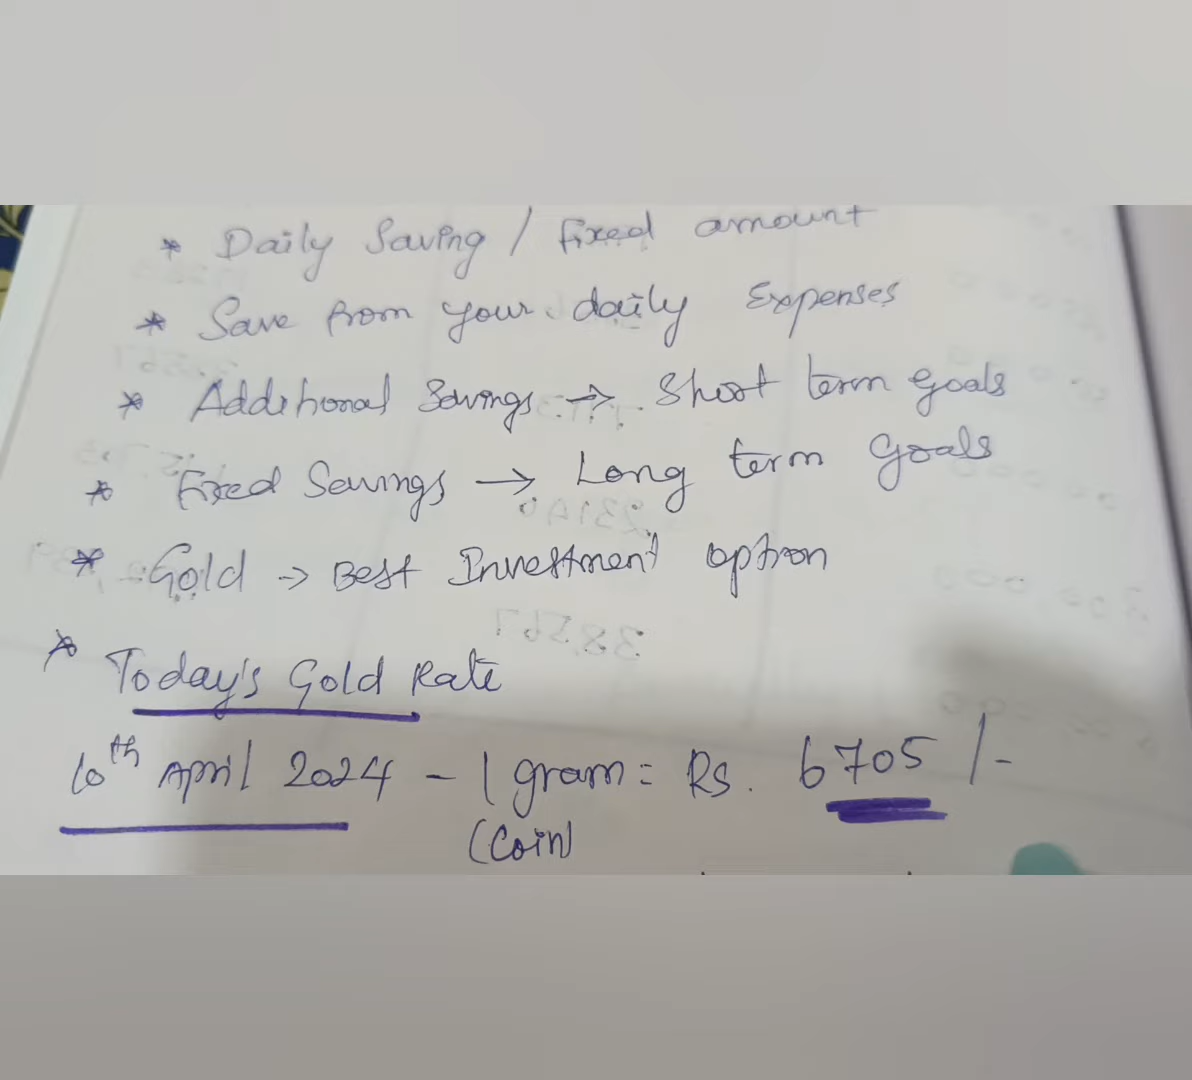 * Daily Saving / fixed amount
* Save from your daily Expenses
* Additional Savings → Short term goals
* Fixed Savings → Long term goals
* Gold → Best Investment option
* Today's Gold Rate
10th April 2024 - 1 gram = Rs. 6705 /-
(Coin)